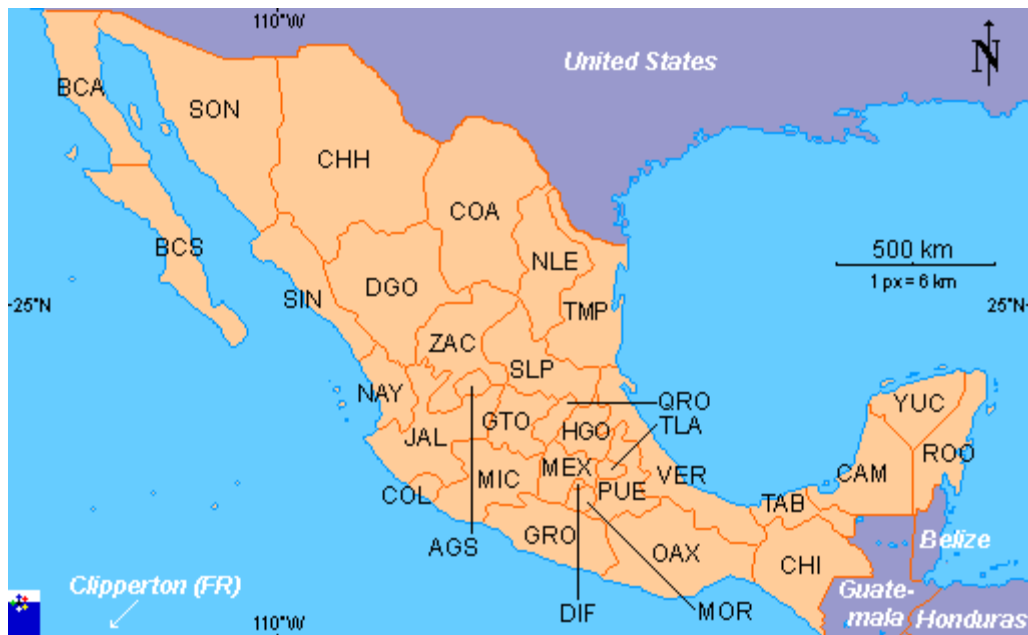 110°W
United States
N
BCA
SON
CHH
COA
BCS
500 km
NLE
DGO
1 px = 6 km
25°N
SIN
TMP
25°N
ZAC
SLP
NAY
QRO
YUC
GTO
TLA
JAL
HGO
ROO
MEX
MIC
VER
CAM
COL
PUE
TAB
GRO
AGS
OAX
Belize
CHI
Clipperton (FR)
Guate-
mala
DIF
MOR
Honduras
110°W